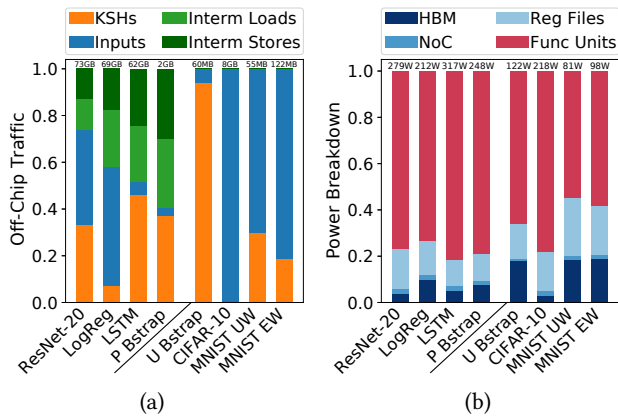 KSHs Interm Loads
Inputs Interm Stores
73GB 69GB 62GB 2GB 60MB 8GB 55MB 122MB
1.0
0.8
0.6
0.4
0.2
0.0
Off-Chip Traffic
ResNet-20
LogReg
LSTM
P Bstrap
U Bstrap
CIFAR-10
MNIST UW
MNIST EW
(a)
HBM Reg Files
NoC Func Units
279W 212W 317W 248W 122W 218W 81W 98W
1.0
0.8
0.6
0.4
0.2
0.0
Power Breakdown
ResNet-20
LogReg
LSTM
P Bstrap
U Bstrap
CIFAR-10
MNIST UW
MNIST EW
(b)